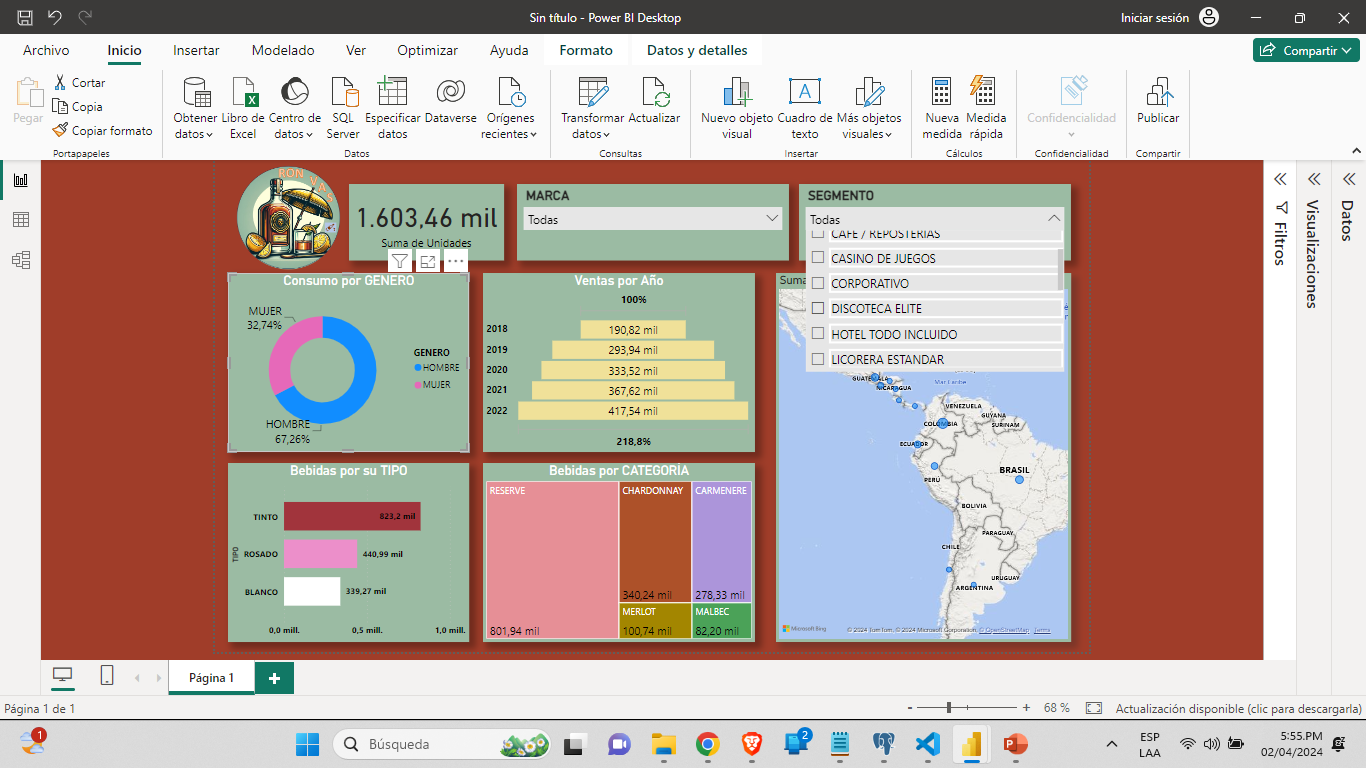 Sin título - Power BI Desktop
Iniciar sesión
Archivo
Inicio
Insertar
Modelado
Ver
Optimizar
Ayuda
Formato
Datos y detalles
Compartir
Pegar
Cortar
Copia
Copiar formato
Portapapeles
Obtener datos
Libro de Excel
Centro de datos
SQL Server
Especificar datos
Dataverse
Orígenes recientes
Datos
Transformar datos
Actualizar
Consultas
Nuevo objeto visual
Cuadro de texto
Más objetos visuales
Insertar
Nueva medida
Medida rápida
Cálculos
Confidencialidad
Confidencialidad
Publicar
Compartir
RON VAS
1.603,46 mil
Suma de Unidades
MARCA
Todas
SEGMENTO
Todas
CAFE / REPOSTERIAS
CASINO DE JUEGOS
CORPORATIVO
DISCOTECA ELITE
HOTEL TODO INCLUIDO
LICORERA ESTANDAR
Consumo por GENERO
MUJER
32,74%
HOMBRE
67,26%
GENERO
HOMBRE
MUJER
Ventas por Año
100%
2018 190,82 mil
2019 293,94 mil
2020 333,52 mil
2021 367,62 mil
2022 417,54 mil
218,8%
Suma
GUATEMALA
NICARAGUA
Mar Caribe
VENEZUELA
GUYANA
SURINAM
COLOMBIA
ECUADOR
PERÚ
BRASIL
BOLIVIA
PARAGUAY
CHILE
URUGUAY
ARGENTINA
Microsoft Bing
© 2024 TomTom, © 2024 Microsoft Corporation, © OpenStreetMap Terms
Bebidas por su TIPO
TIPO
TINTO 823,2 mil
ROSADO 440,99 mil
BLANCO 339,27 mil
0,0 mill. 0,5 mill. 1,0 mill.
Bebidas por CATEGORIA
RESERVE
801,94 mil
CHARDONNAY
340,24 mil
CARMENERE
278,33 mil
MERLOT
100,74 mil
MALBEC
82,20 mil
Filtros
Visualizaciones
Datos
Página 1
Página 1 de 1
- + 68 %
Actualización disponible (clic para descargarla)
1
Búsqueda
2
ESP
LAA
5:55 PM
02/04/2024